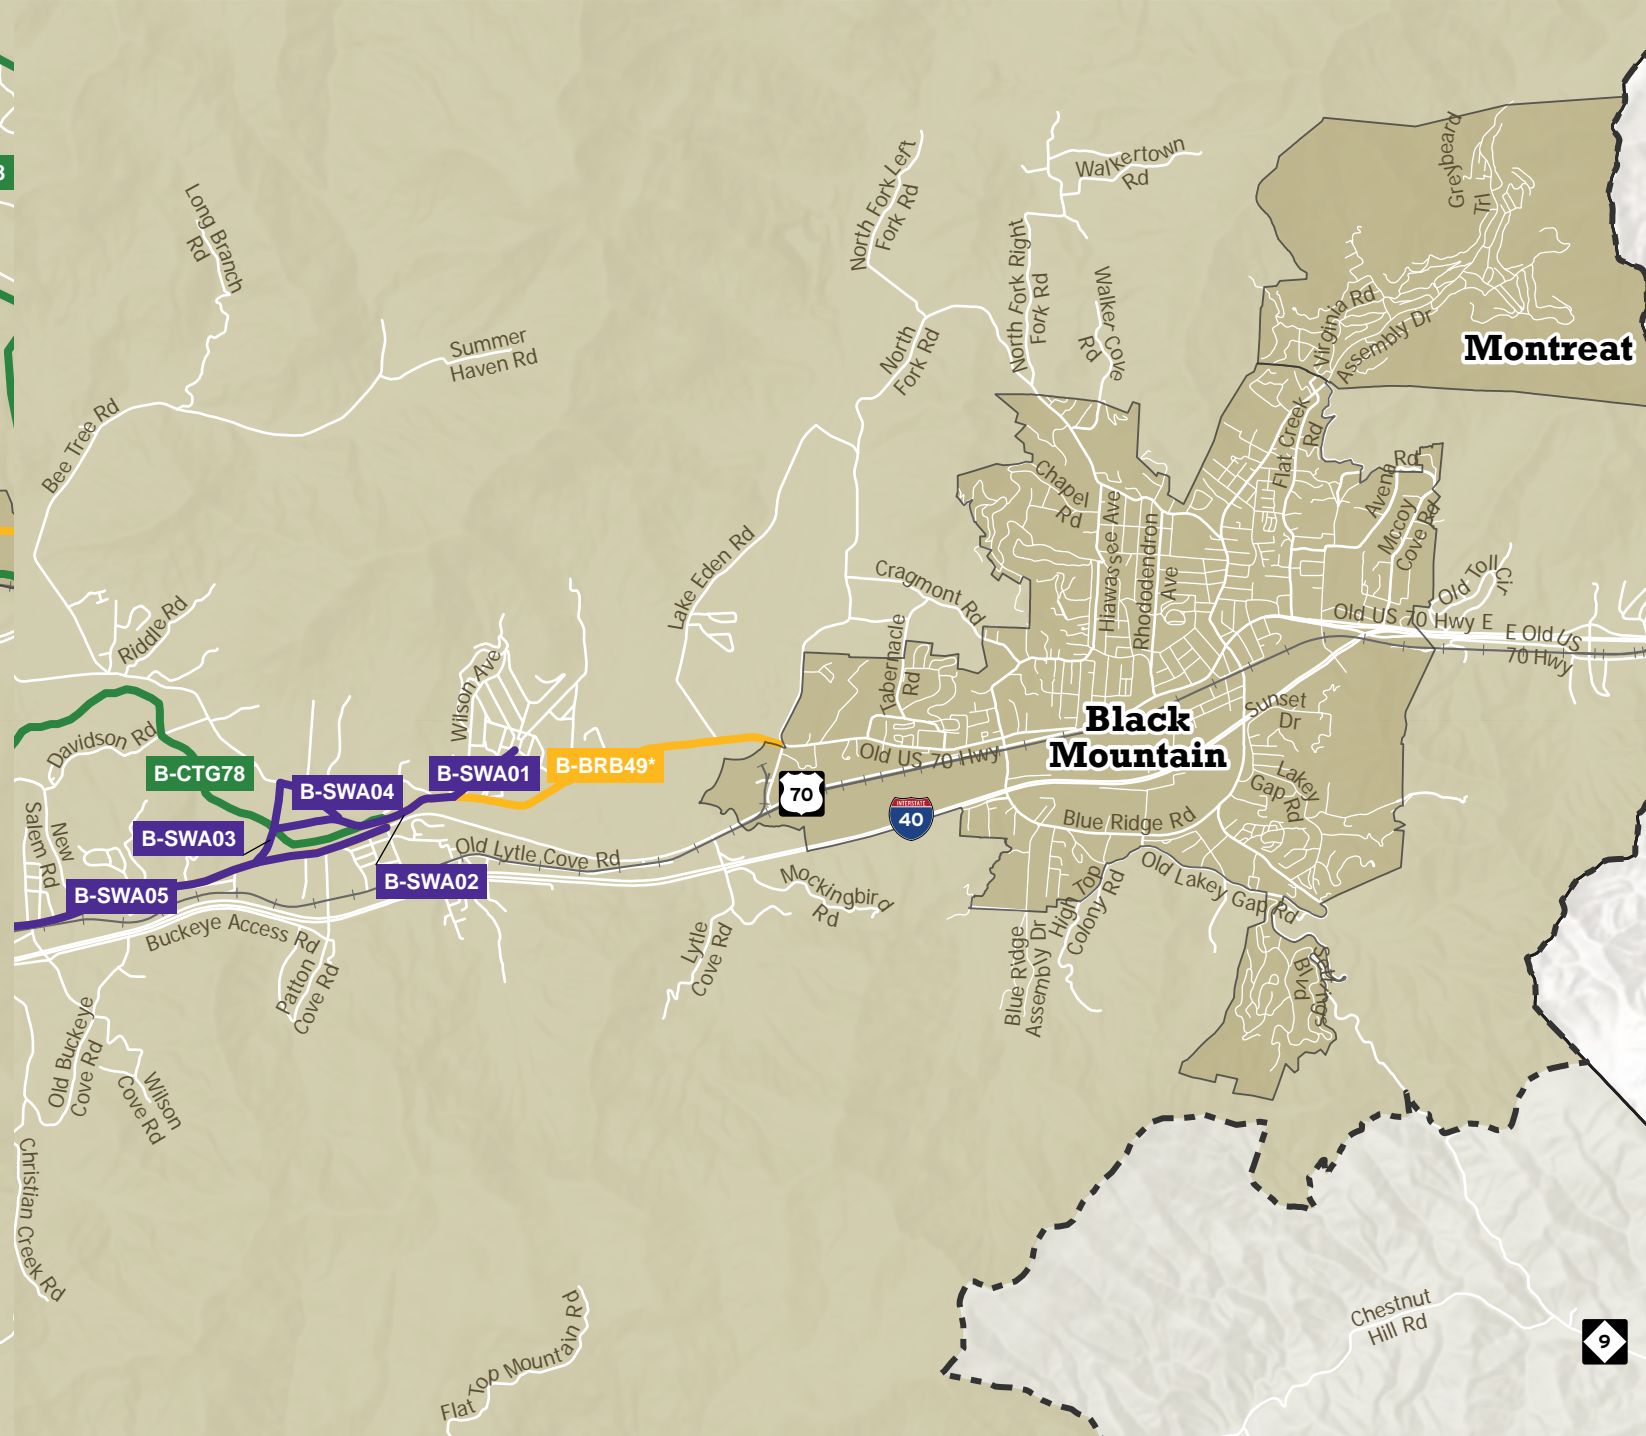 Greybeard
Trl
Walkertown
Rd
North Fork Left
Fork Rd
3
Long Branch
Rd
North Fork Right
Fork Rd
Walker Cove
Rd
Virginia Rd
Assembly Dr
Montreat
Summer
Haven Rd
North
Fork Rd
Bee Tree Rd
Flat Creek
Rd
Chapel
Rd
Avena
Rd
Mccoy
Cove Rd
Hiawassee Ave
Rhododendron
Ave
Lake Eden Rd
Cragmont Rd
Old Toll
Cir
Riddle Rd
Old US 70 Hwy E
E Old US
70 Hwy
Tabernacle
Rd
Wilson Ave
Sunset
Dr
Black
Mountain
Davidson Rd
Old US 70 Hwy
B-CTG78
B-SWA01
B-BRB49*
B-SWA04
70
Lakey
Gap Rd
INTERSTATE
40
Blue Ridge Rd
B-SWA03
New
Salem Rd
Old Lytle Cove Rd
B-SWA02
B-SWA05
Mockingbird
Rd
Old Lakey Gap Rd
High Top
Colony Rd
Buckeye Access Rd
Lytle
Cove Rd
Patton
Cove Rd
Blue Ridge
Assembly Dr
Settings
Blvd
Old Buckeye
Cove Rd
Wilson
Cove Rd
Christian Creek Rd
Flat Top Mountain Rd
Chestnut
Hill Rd
9